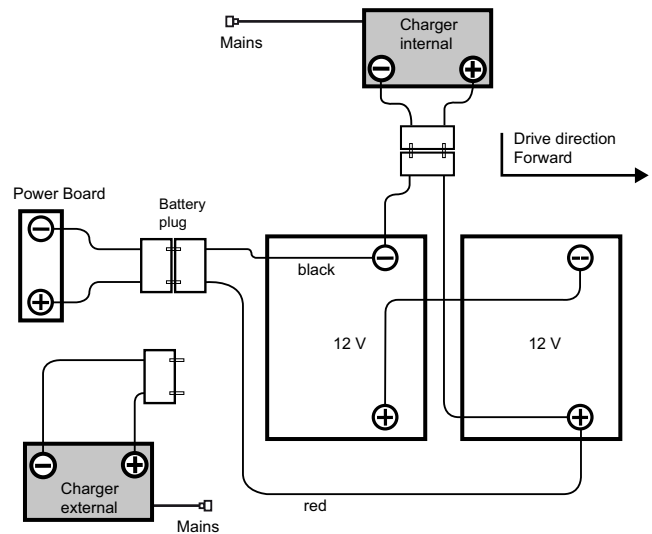 Charger
internal
Mains
Drive direction
Forward
Power Board
Battery
plug
black
12 V
12 V
Charger
external
red
Mains